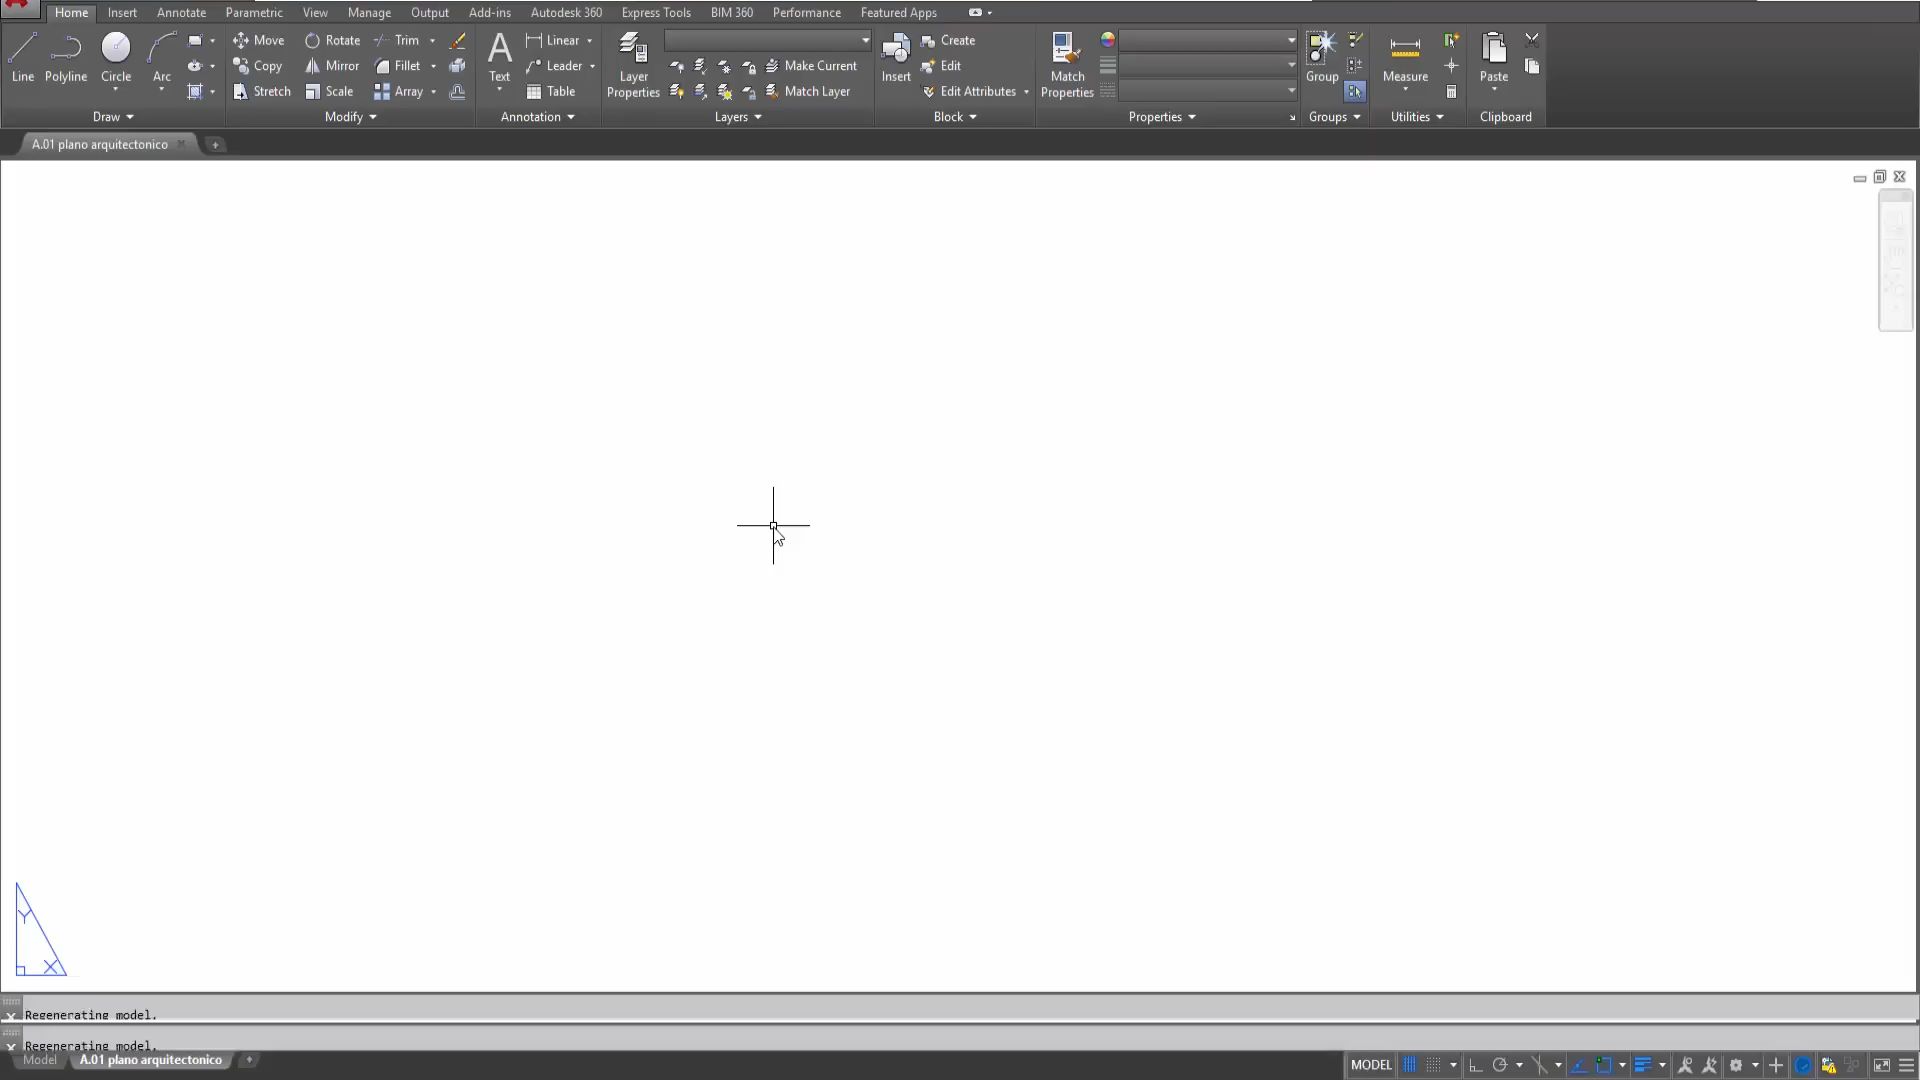 Home Insert Annotate Parametric View Manage Output Add-ins Autodesk 360 Express Tools BIM 360 Performance Featured Apps
Move Rotate Trim Linear Create
Line Polyline Circle Arc Copy Mirror Fillet Text Leader Layer Properties Make Current Insert Edit Match Properties Group Measure Paste
Stretch Scale Array Table Match Layer Edit Attributes
Draw Modify Annotation Layers Block Properties Groups Utilities Clipboard
A.01 plano arquitectonico
Y
X
Regenerating model.
Regenerating model.
Model A.01 plano arquitectonico MODEL